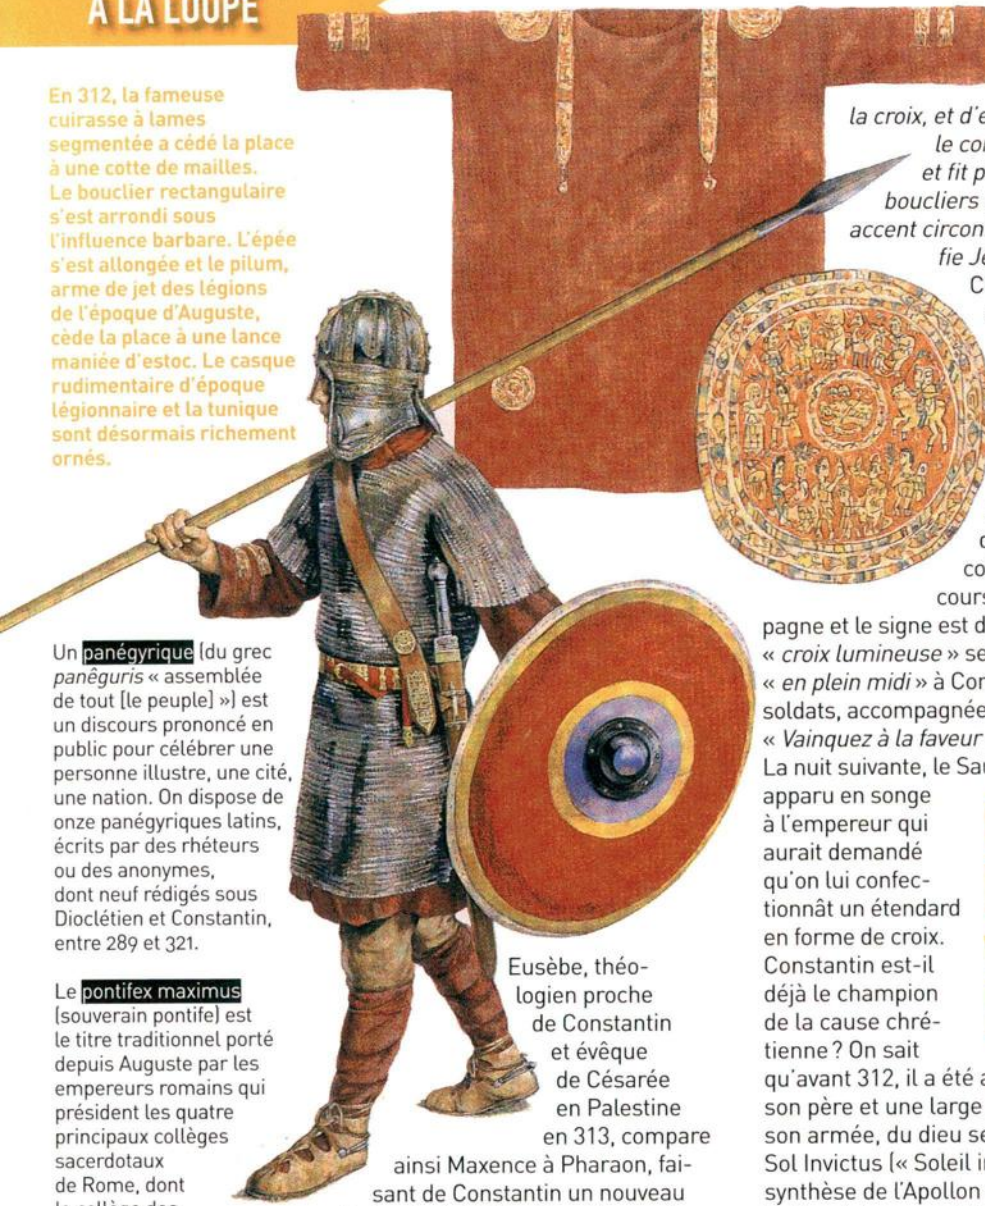 À LA LOUPE
En 312, la fameuse
cuirasse à lames
segmentée a cédé la place
à une cotte de mailles.
Le bouclier rectangulaire
s'est arrondi sous
l'influence barbare. L'épée
s'est allongée et le pilum,
arme de jet des légions
de l'époque d'Auguste,
cède la place à une lance
maniée d'estoc. Le casque
rudimentaire d'époque
légionnaire et la tunique
sont désormais richement
ornés.
Un panégyrique (du grec
panêguris « assemblée
de tout [le peuple] ») est
un discours prononcé en
public pour célébrer une
personne illustre, une cité,
une nation. On dispose de
onze panégyriques latins,
écrits par des rhéteurs
ou des anonymes,
dont neuf rédigés sous
Dioclétien et Constantin,
entre 289 et 321.
Le pontifex maximus
(souverain pontife) est
le titre traditionnel porté
depuis Auguste par les
empereurs romains qui
président les quatre
principaux collèges
sacerdotaux
de Rome, dont
le collège des
Eusèbe, théo-
logien proche
de Constantin
et évêque
de Césarée
en Palestine
en 313, compare
ainsi Maxence à Pharaon, fai-
sant de Constantin un nouveau
la croix, et d'e
le co
et fit p
boucliers
accent circon
fie Je
C
co
cours
pagne et le signe est d
« croix lumineuse » se
« en plein midi » à Con
soldats, accompagnée
« Vainquez à la faveur
La nuit suivante, le Sau
apparu en songe
à l'empereur qui
aurait demandé
qu'on lui confec-
tionnât un étendard
en forme de croix.
Constantin est-il
déjà le champion
de la cause chré-
tienne ? On sait
qu'avant 312, il a été a
son père et une large
son armée, du dieu se
Sol Invictus (« Soleil in
synthèse de l'Apollon